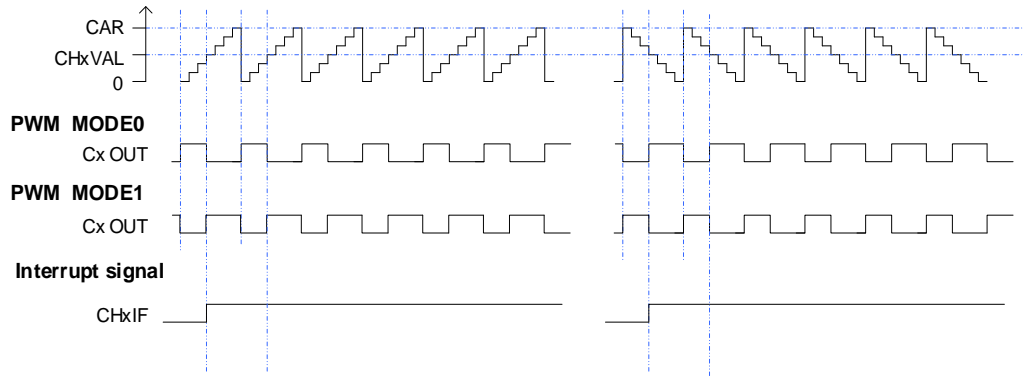 CAR
CHxVAL
0
PWM MODE0
Cx OUT
PWM MODE1
Cx OUT
Interrupt signal
CHxIF